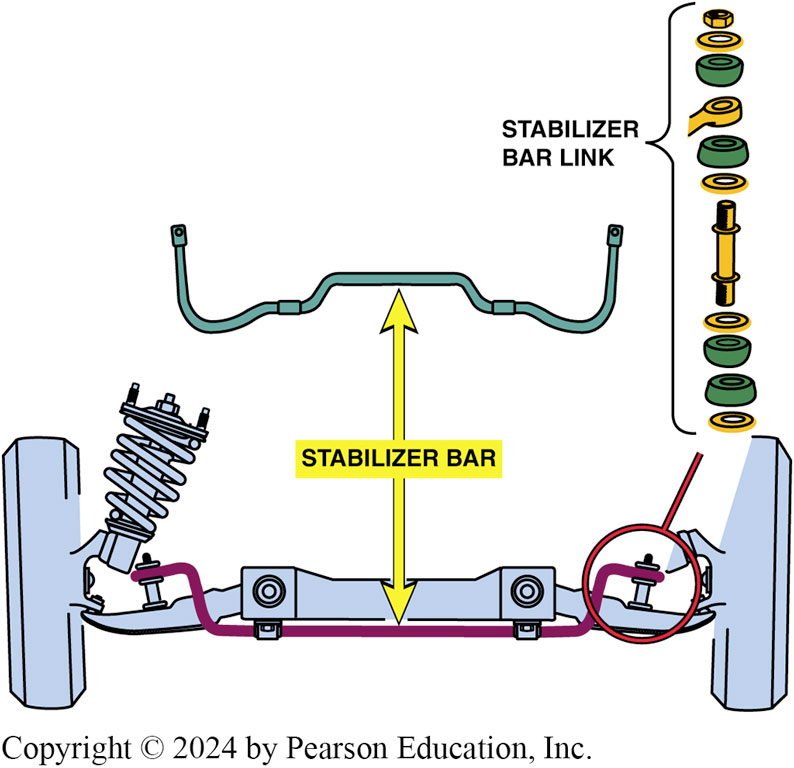 STABILIZER
BAR LINK
STABILIZER BAR
Copyright © 2024 by Pearson Education, Inc.